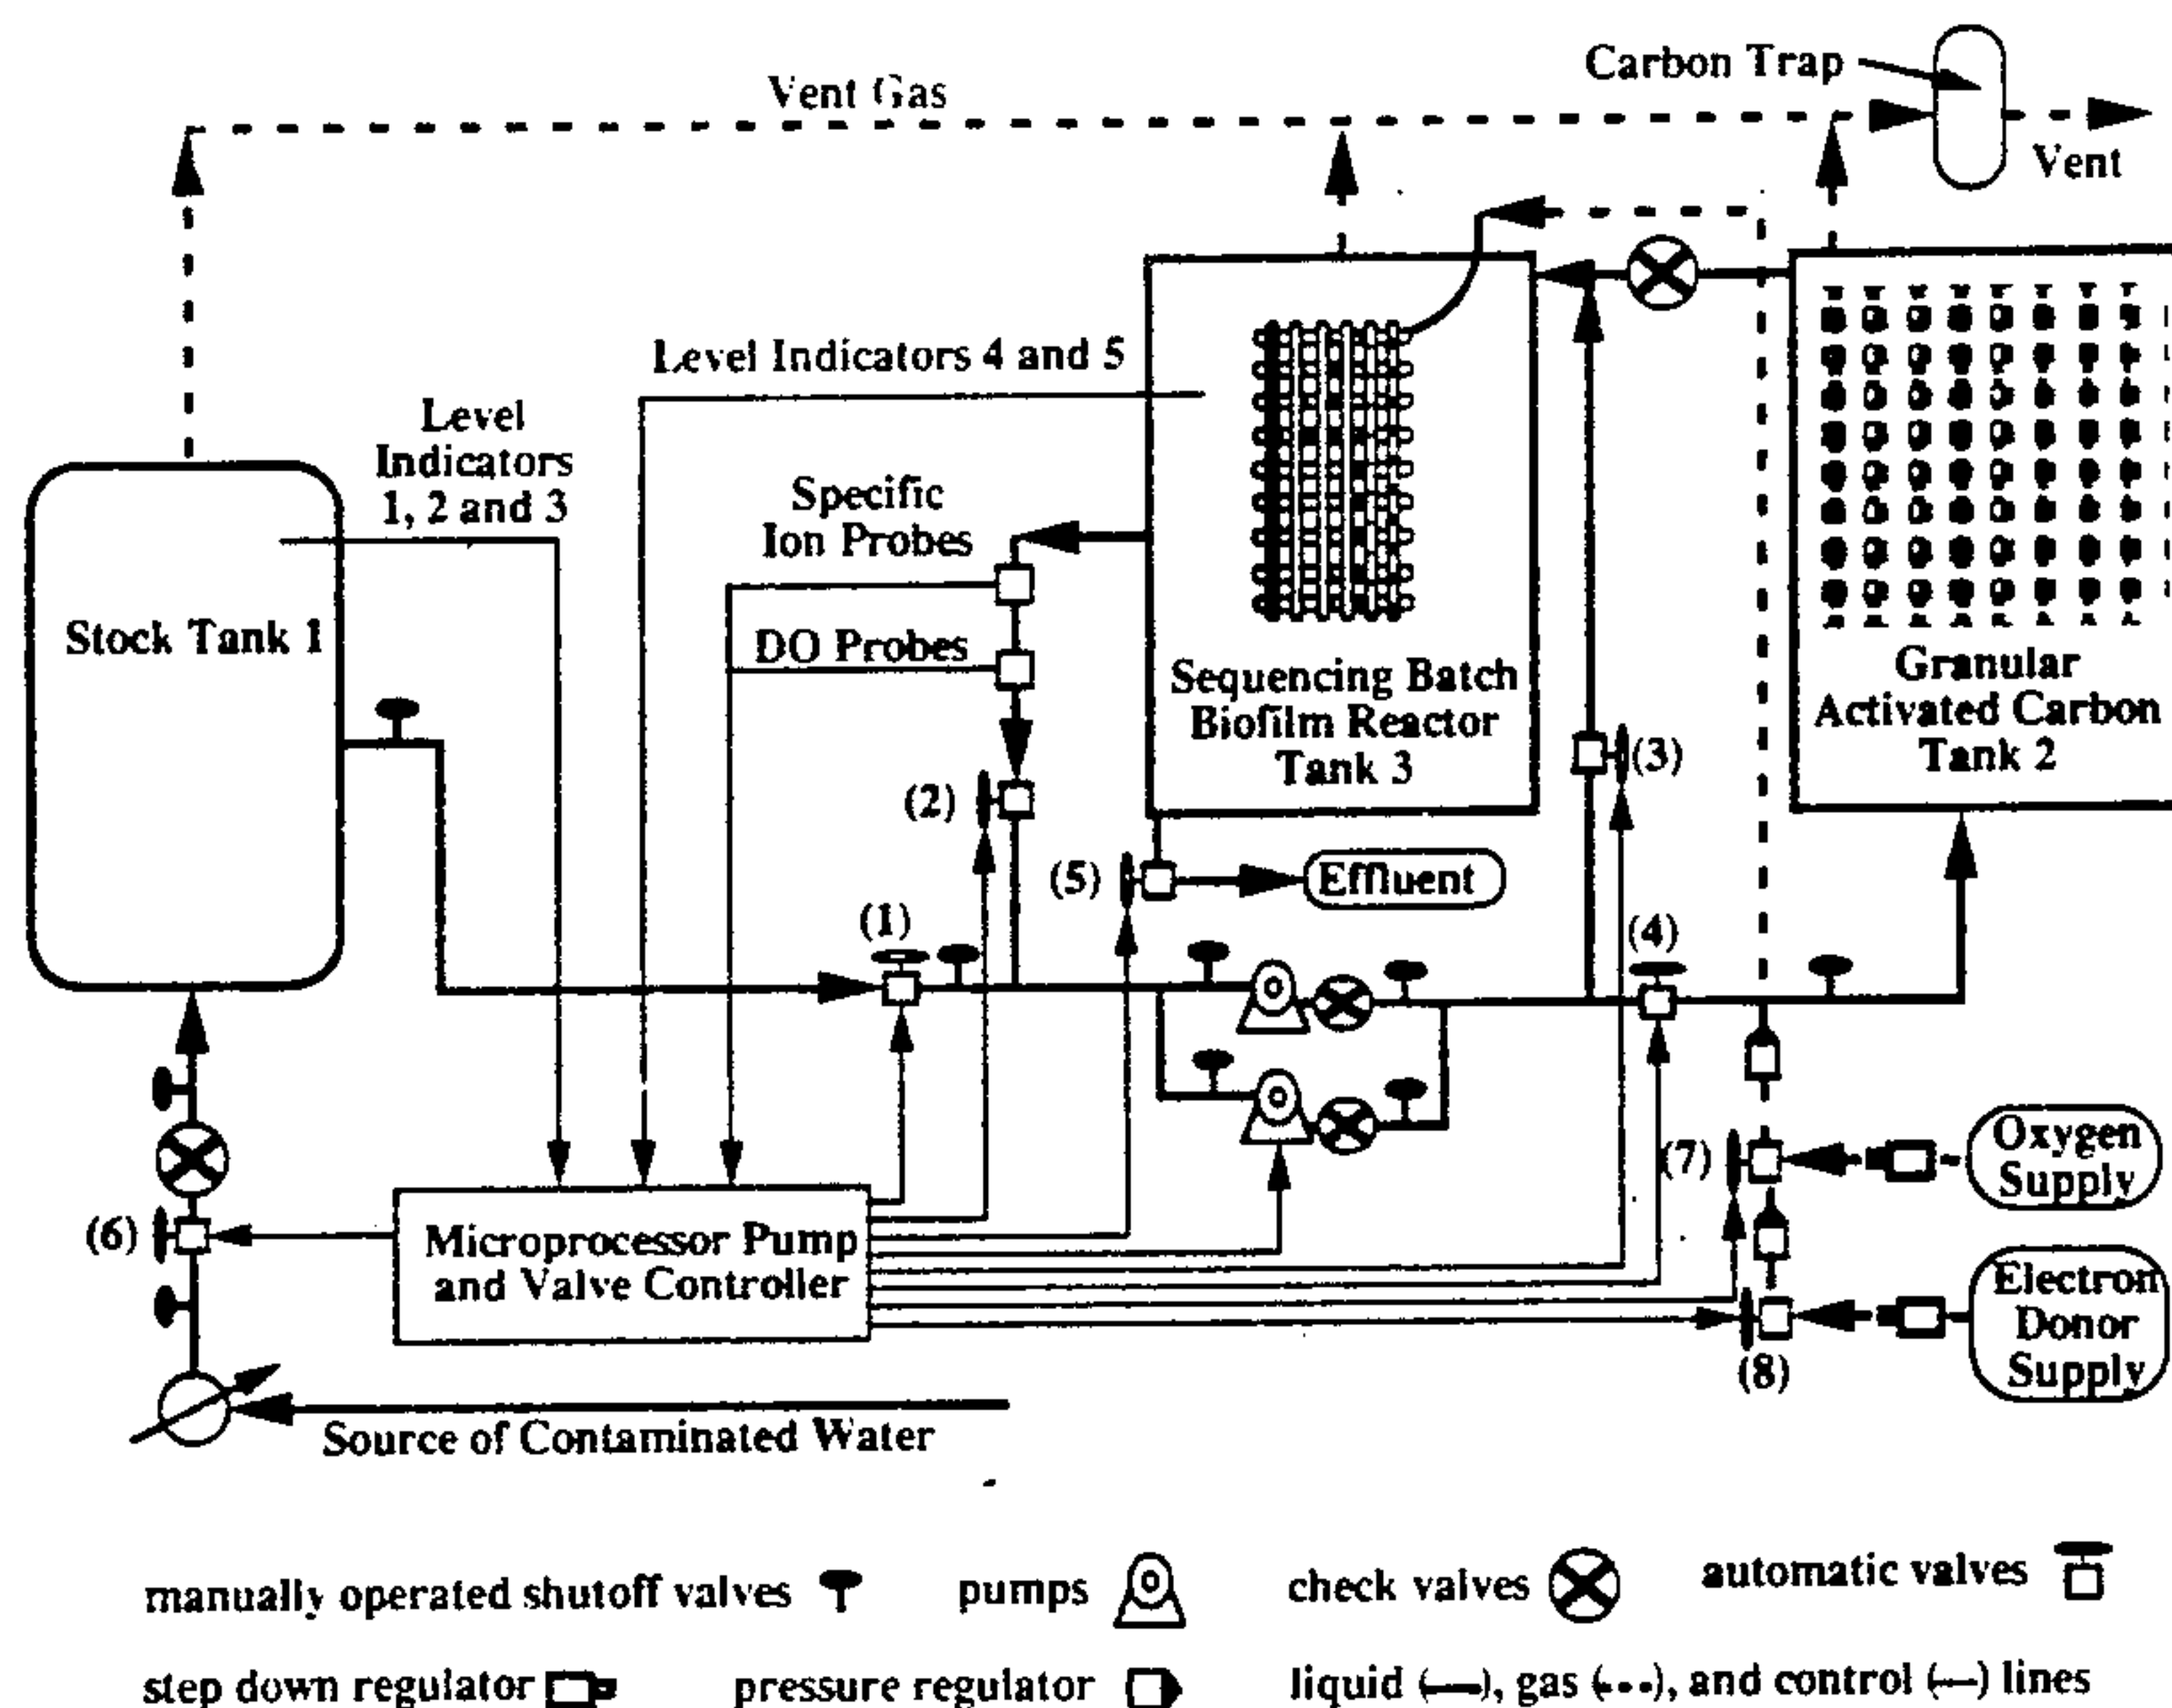 Carbon Trap
Vent Gas
Vent
Level Indicators 4 and 5
Level
Indicators
1, 2 and 3
Specific
Ion Probes
DO Probes
Stock Tank 1
Sequencing Batch
Biofilm Reactor
Tank 3
Granular
Activated Carbon
Tank 2
(3)
(2)
(5)
Effluent
(1)
(4)
(7)
Oxygen
Supply
(6)
Microprocessor Pump
and Valve Controller
Electron
Donor
Supply
(8)
Source of Contaminated Water
manually operated shutoff valves
pumps
check valves
automatic valves
step down regulator
pressure regulator
liquid (—), gas (---), and control (—) lines